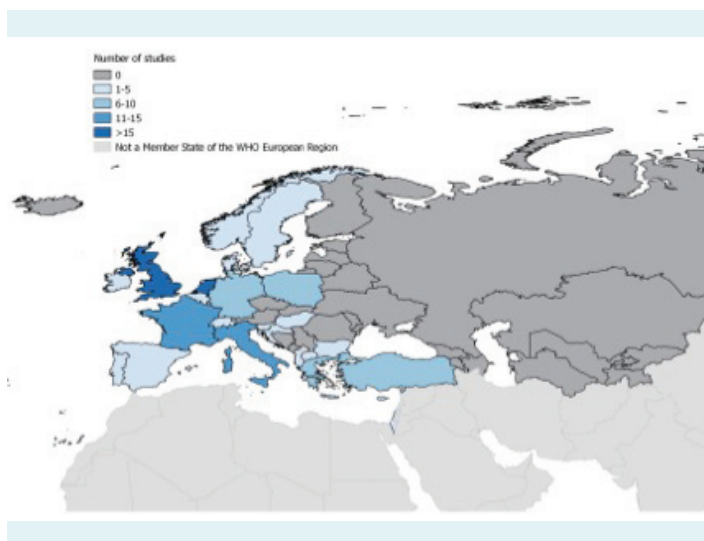 Number of studies
0
1-5
6-10
11-15
>15
Not a Member State of the WHO European Region